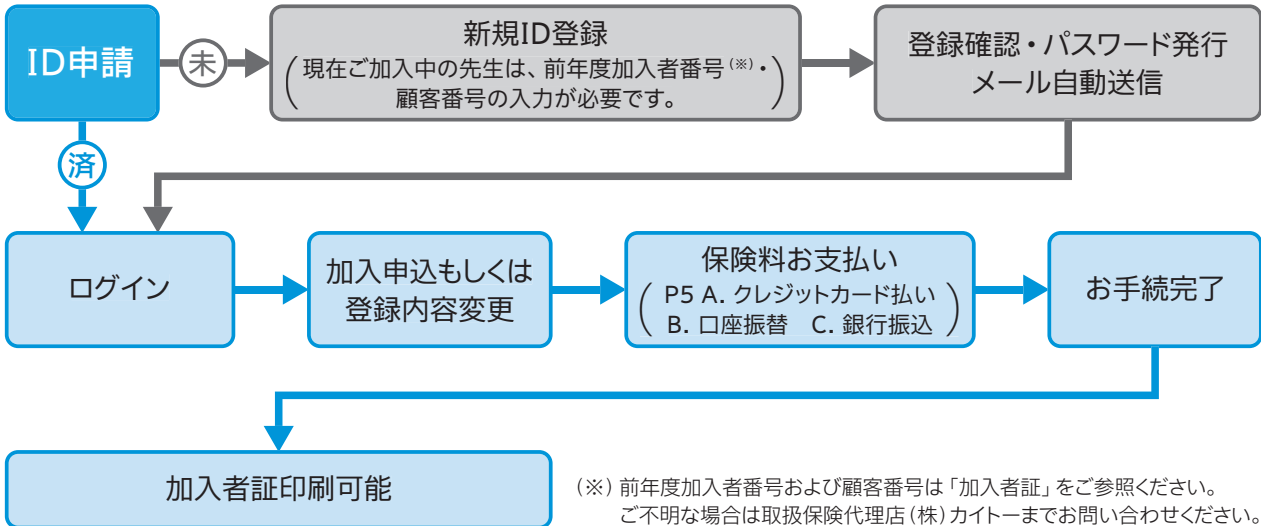 ID申請
未
新規ID登録
(現在ご加入中の先生は、前年度加入者番号(※)・
顧客番号の入力が必要です。)
登録確認・パスワード発行
メール自動送信
済
ログイン
加入申込もしくは
登録内容変更
保険料お支払い
(P5 A. クレジットカード払い
B. 口座振替 C. 銀行振込)
お手続完了
加入者証印刷可能
(※) 前年度加入者番号および顧客番号は「加入者証」をご参照ください。
ご不明な場合は取扱保険代理店(株)カイトーまでお問い合わせください。